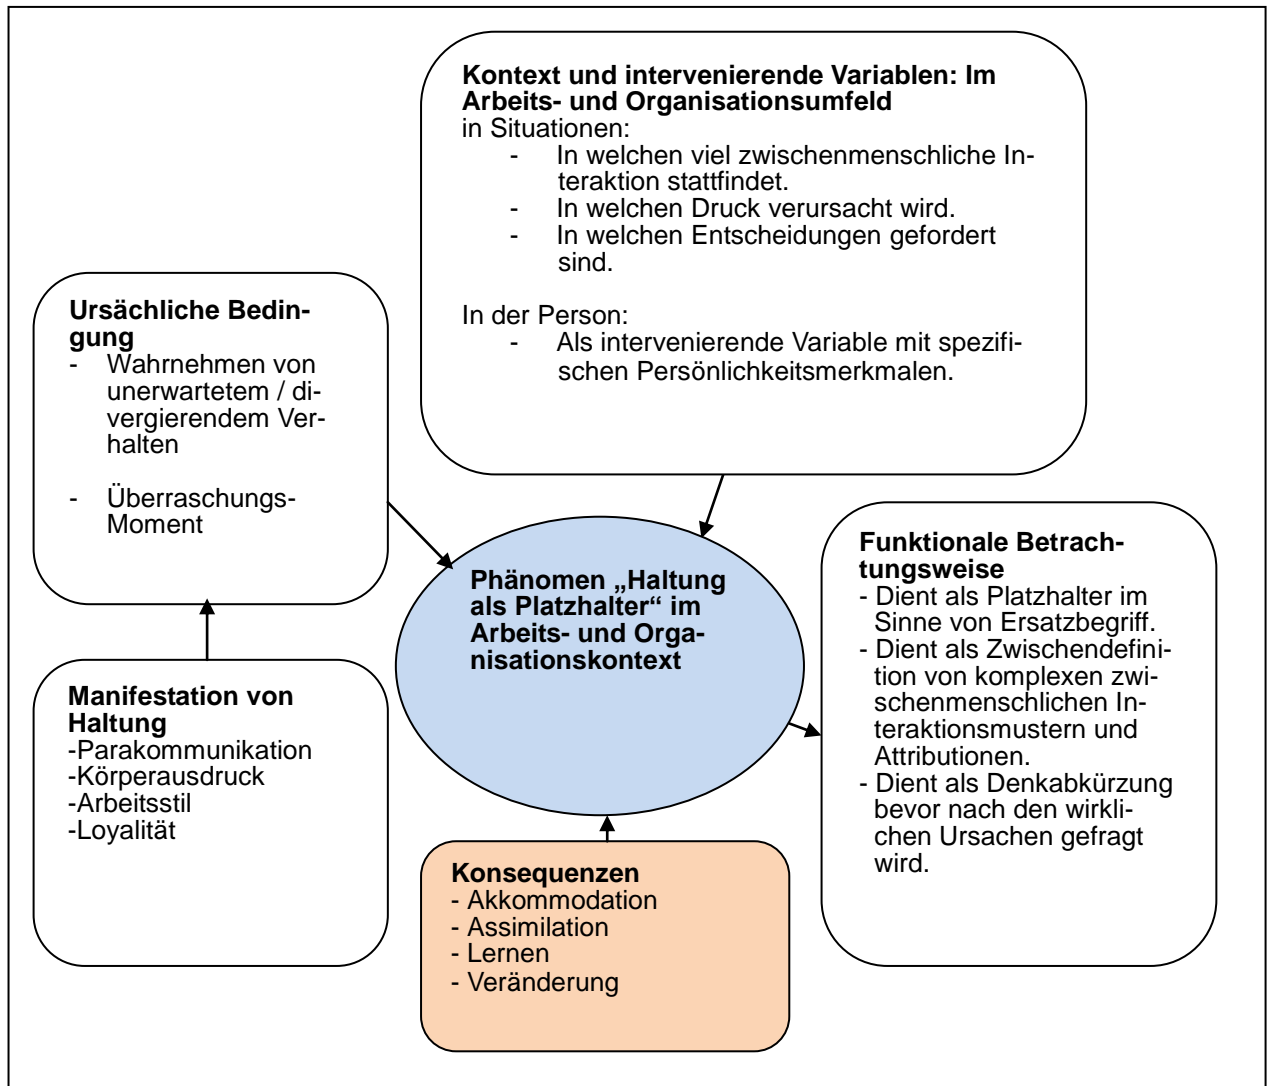 Kontext und intervenierende Variablen: Im
Arbeits- und Organisationsumfeld
in Situationen:
- In welchen viel zwischenmenschliche In-
teraktion stattfindet.
- In welchen Druck verursacht wird.
- In welchen Entscheidungen gefordert
sind.
In der Person:
- Als intervenierende Variable mit spezifi-
schen Persönlichkeitsmerkmalen.
Ursächliche Bedin-
gung
- Wahrnehmen von
unerwartetem / di-
vergierendem Ver-
halten
- Überraschungs-
Moment
Phänomen „Haltung
als Platzhalter“ im
Arbeits- und Orga-
nisationskontext
Funktionale Betrach-
tungsweise
- Dient als Platzhalter im
Sinne von Ersatzbegriff.
- Dient als Zwischendefini-
tion von komplexen zwi-
schenmenschlichen In-
teraktionsmustern und
Attributionen.
- Dient als Denkabkürzung
bevor nach den wirkli-
chen Ursachen gefragt
wird.
Manifestation von
Haltung
-Parakommunikation
-Körperausdruck
-Arbeitsstil
-Loyalität
Konsequenzen
- Akkommodation
- Assimilation
- Lernen
- Veränderung